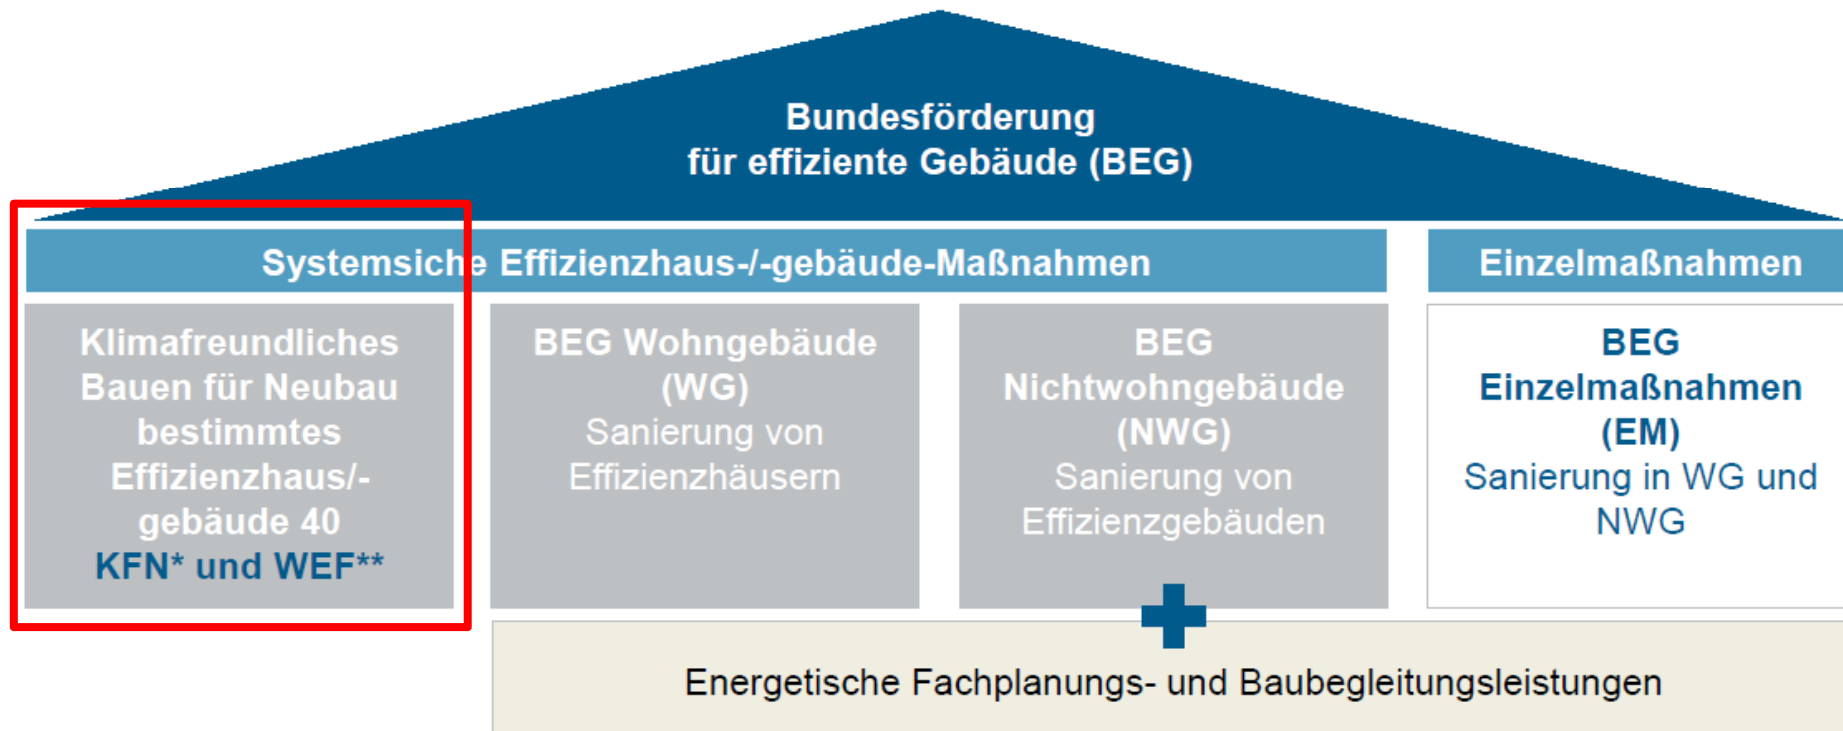 Bundesförderung
für effiziente Gebäude (BEG)
Systemsiche Effizienzhaus-/-gebäude-Maßnahmen
Einzelmaßnahmen
Klimafreundliches
Bauen für Neubau
bestimmtes
Effizienzhaus/-
gebäude 40
KFN* und WEF**
BEG Wohngebäude
(WG)
Sanierung von
Effizienzhäusern
BEG
Nichtwohngebäude
(NWG)
Sanierung von
Effizienzgebäuden
BEG
Einzelmaßnahmen
(EM)
Sanierung in WG und
NWG
Energetische Fachplanungs- und Baubegleitungsleistungen